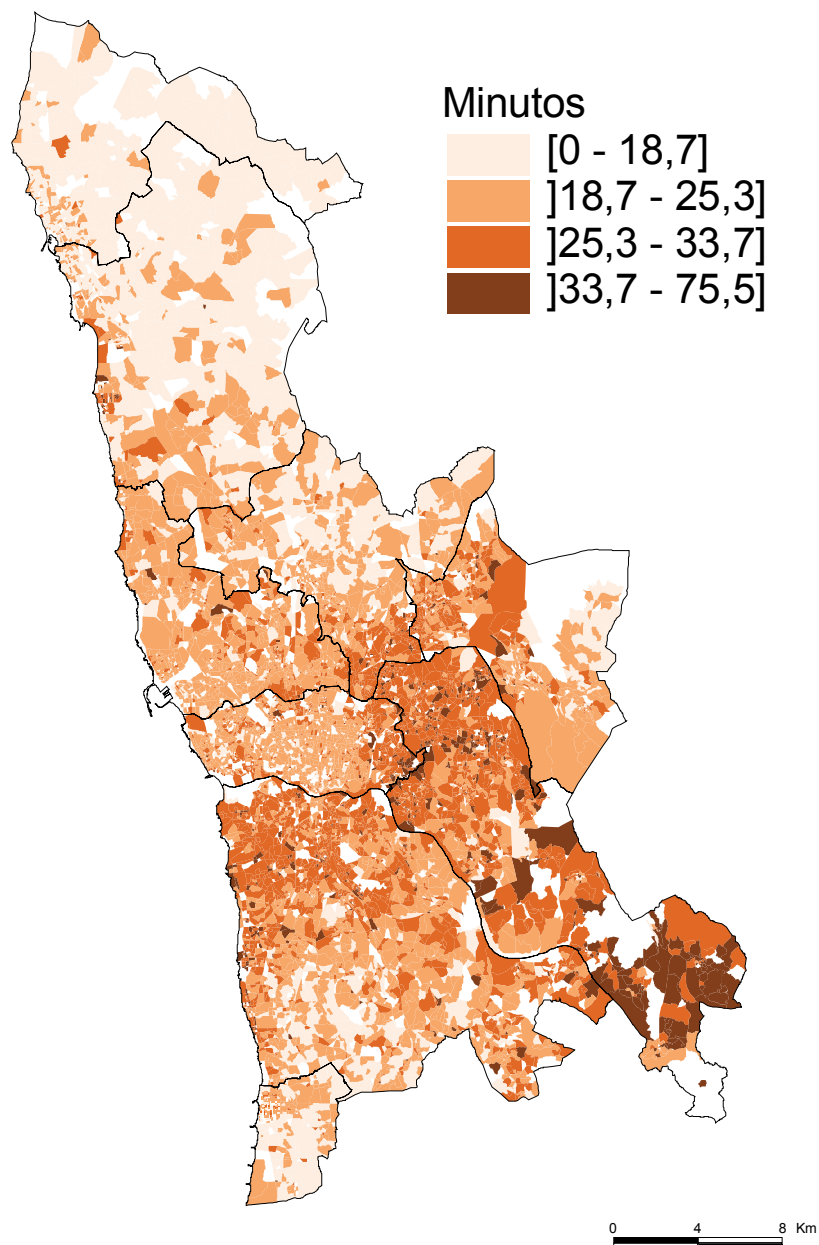 Minutos
[0 - 18,7]
]18,7 - 25,3]
]25,3 - 33,7]
]33,7 - 75,5]
0 4 8 Km